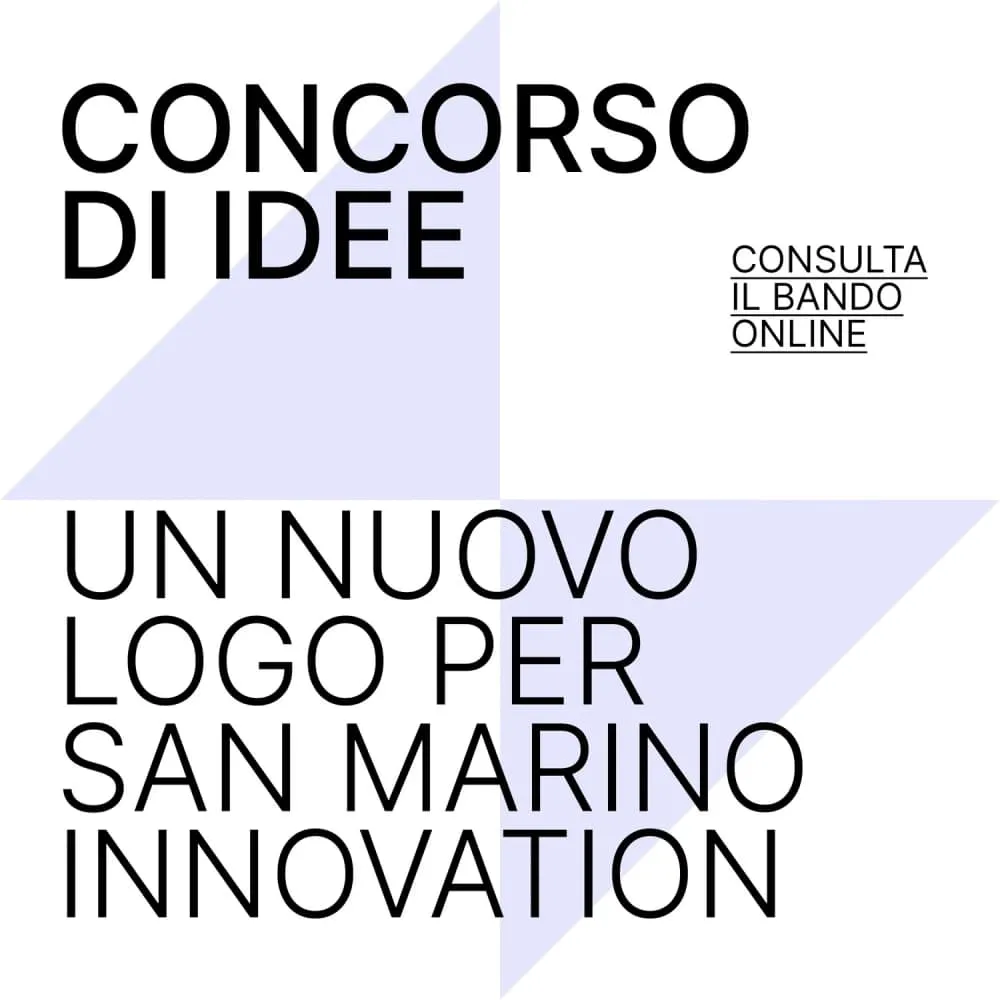 CONCORSO
DI IDEE
CONSULTA
IL BANDO
ONLINE
UN NUOVO
LOGO PER
SAN MARINO
INNOVATION